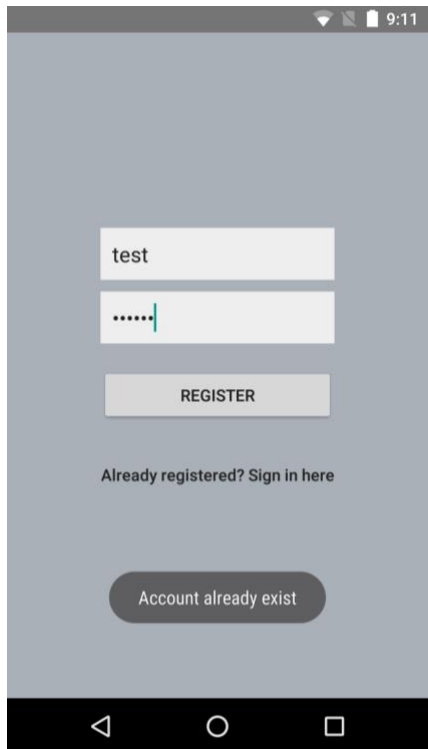 9:11
test
••••••
REGISTER
Already registered? Sign in here
Account already exist